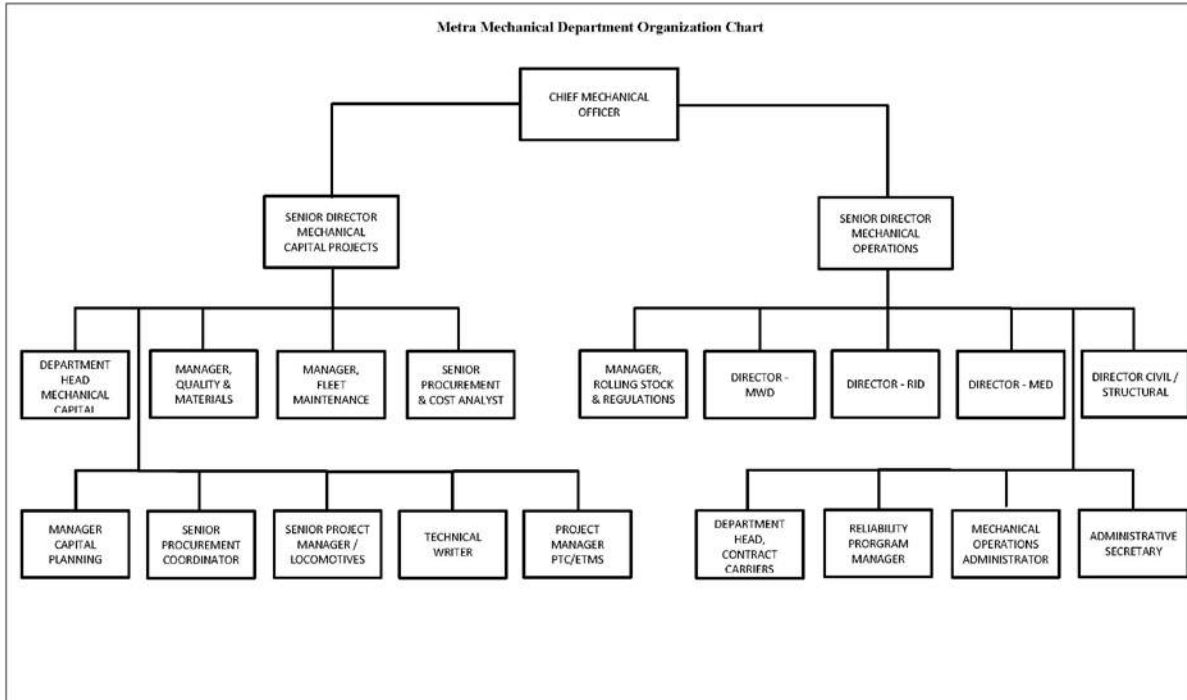 Metra Mechanical Department Organization Chart
CHIEF MECHANICAL
OFFICER
SENIOR DIRECTOR
MECHANICAL
CAPITAL PROJECTS
SENIOR DIRECTOR
MECHANICAL
OPERATIONS
DEPARTMENT
HEAD
MECHANICAL
CAPITAL
MANAGER,
QUALITY &
MATERIALS
MANAGER,
FLEET
MAINTENANCE
SENIOR
PROCUREMENT
& COST ANALYST
MANAGER,
ROLLING STOCK
& REGULATIONS
DIRECTOR -
MWD
DIRECTOR - RID
DIRECTOR - MED
DIRECTOR CIVIL /
STRUCTURAL
MANAGER
CAPITAL
PLANNING
SENIOR
PROCUREMENT
COORDINATOR
SENIOR PROJECT
MANAGER /
LOCOMOTIVES
TECHNICAL
WRITER
PROJECT
MANAGER
PTC/ETMS
DEPARTMENT
HEAD,
CONTRACT
CARRIERS
RELIABILITY
PRORGRAM
MANAGER
MECHANICAL
OPERATIONS
ADMINISTRATOR
ADMINISTRATIVE
SECRETARY